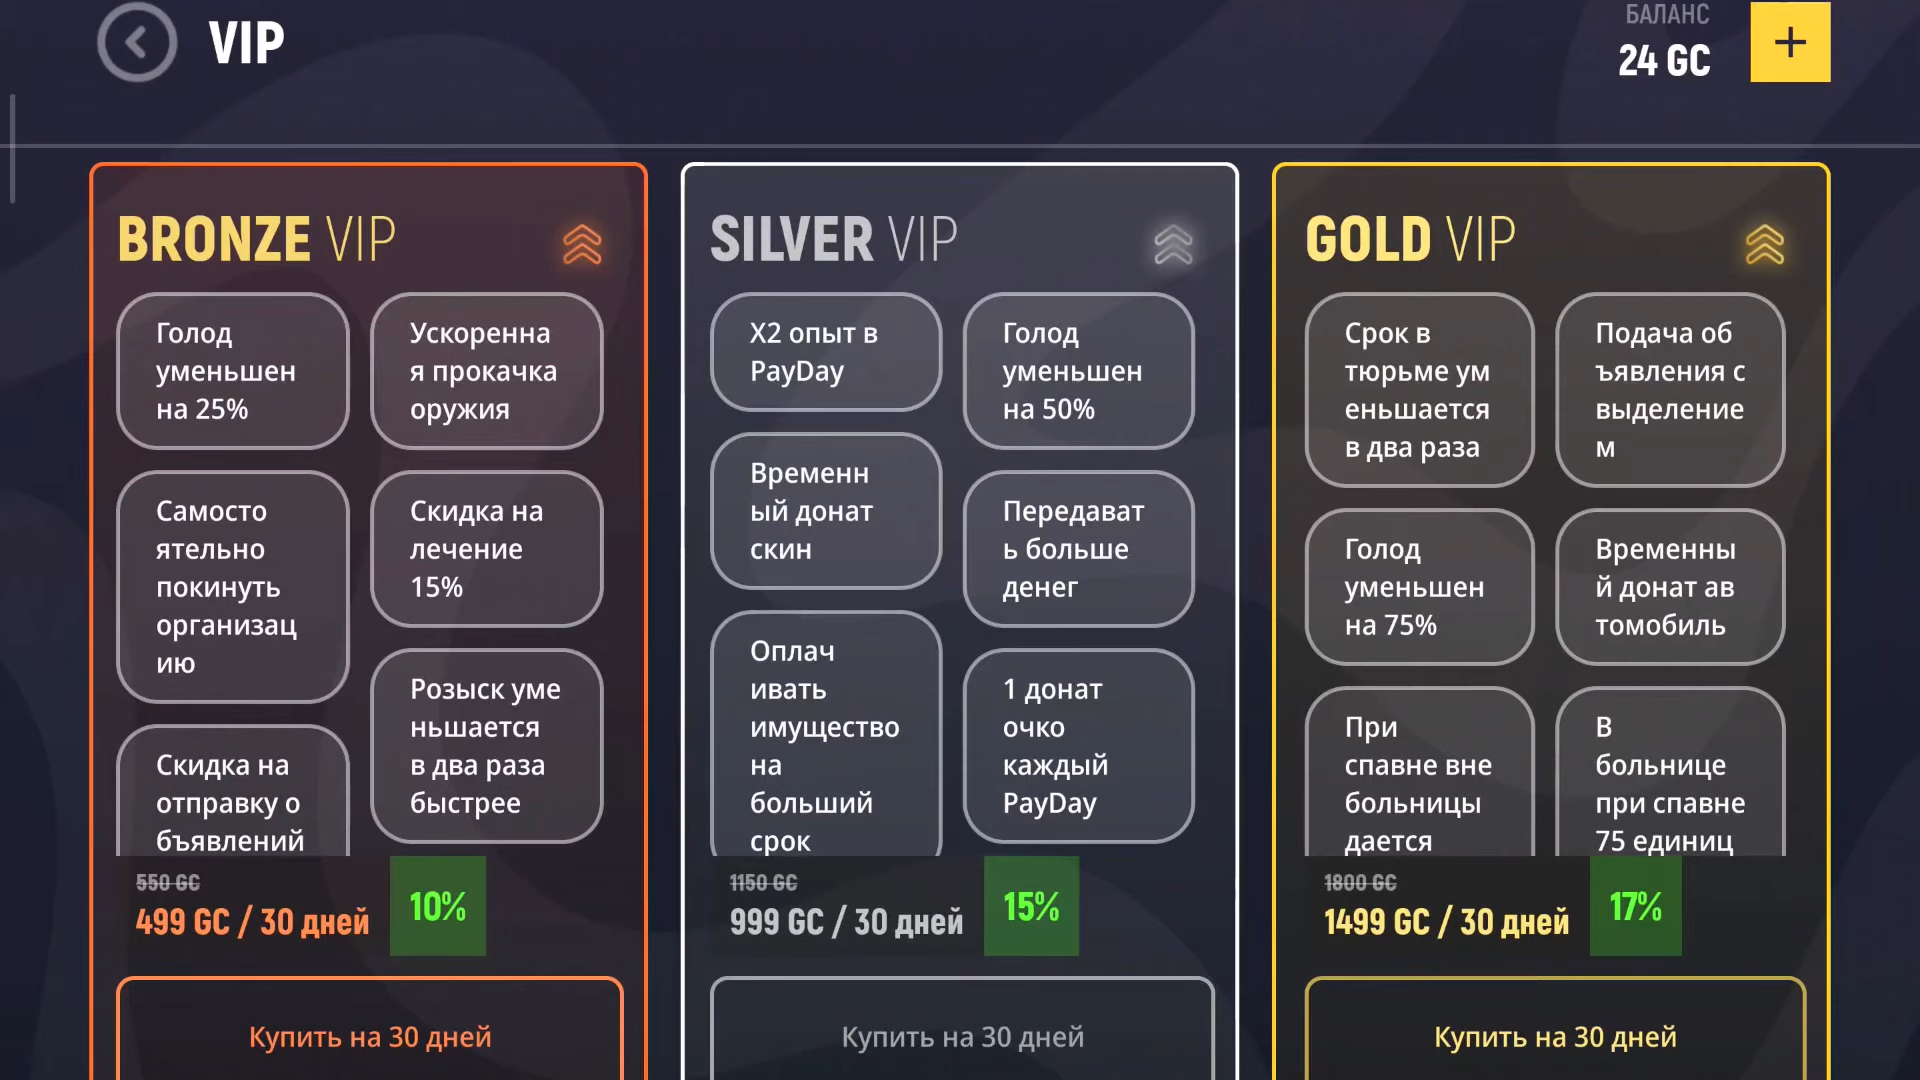 VIP
БАЛАНС
24 GC
+
BRONZE VIP
Голод
уменьшен
на 25%
Ускоренна
я прокачка
оружия
Самосто
ятельно
покинуть
организац
ию
Скидка на
лечение
15%
Розыск уме
ньшается
в два раза
быстрее
Скидка на
отправку о
бъявлений
550 GC
499 GC / 30 дней
10%
Купить на 30 дней
SILVER VIP
X2 опыт в
PayDay
Голод
уменьшен
на 50%
Временн
ый донат
скин
Передават
ь больше
денег
Оплач
ивать
имущество
на
больший
срок
1 донат
очко
каждый
PayDay
1150 GC
999 GC / 30 дней
15%
Купить на 30 дней
GOLD VIP
Срок в
тюрьме ум
еньшается
в два раза
Подача об
ъявления с
выделение
м
Голод
уменьшен
на 75%
Временны
й донат ав
томобиль
При
спавне вне
больницы
дается
В
больнице
при спавне
75 единиц
1800 GC
1499 GC / 30 дней
17%
Купить на 30 дней